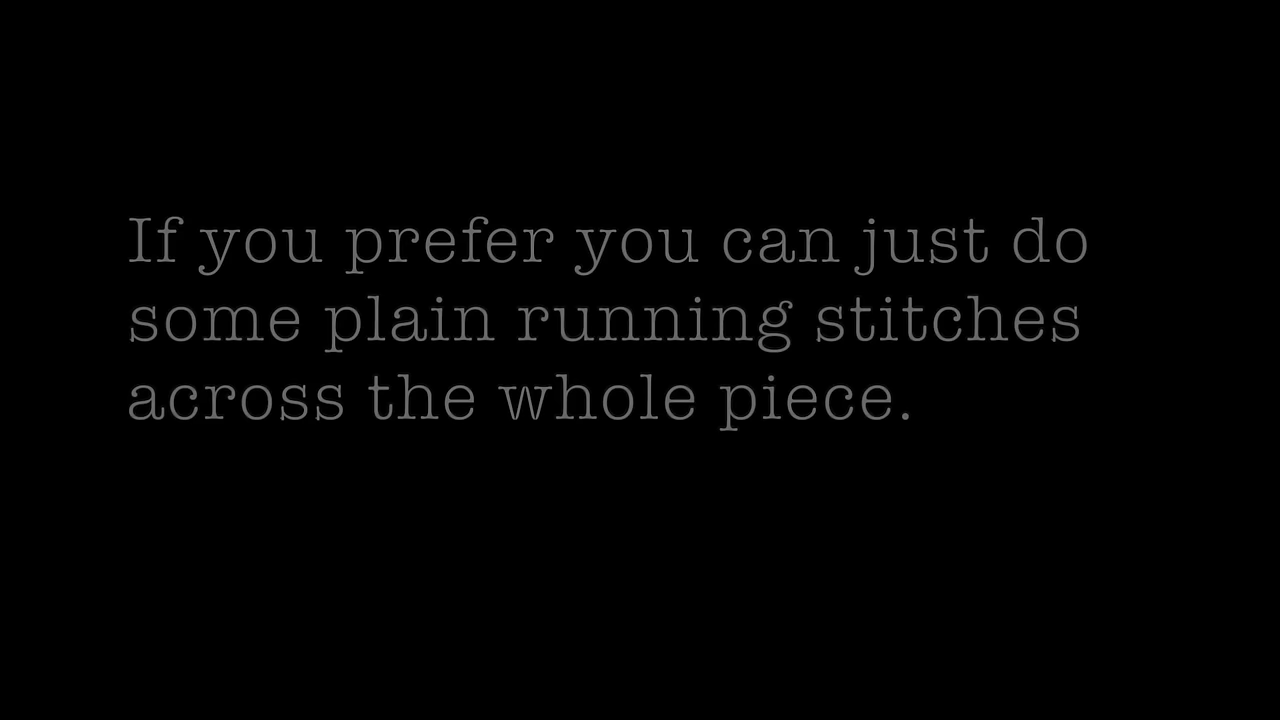 If you prefer you can just do
some plain running stitches
across the whole piece.